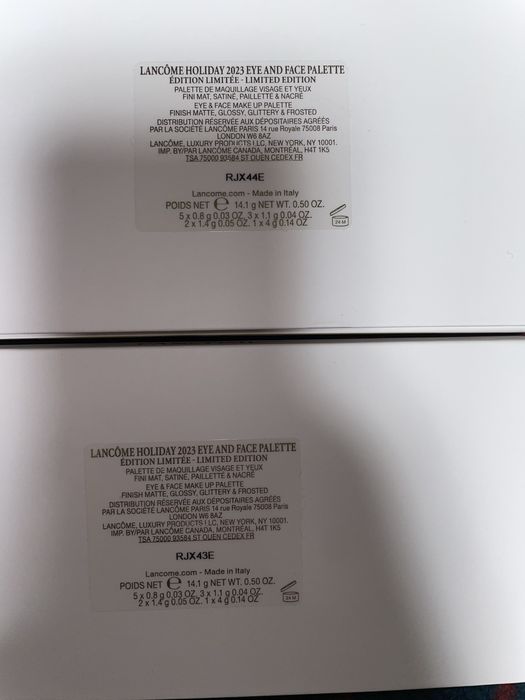 LANCÔME HOLIDAY 2023 EYE AND FACE PALETTE
ÉDITION LIMITÉE - LIMITED EDITION
PALETTE DE MAQUILLAGE VISAGE ET YEUX
FINI MAT, SATINÉ, PAILLETTÉ & NACRÉ
EYE & FACE MAKE UP PALETTE
FINISH MATTE, GLOSSY, GLITTERY & FROSTED
DISTRIBUTION RÉSERVÉE AUX DÉPOSITAIRES AGRÉÉS
PAR LA SOCIÉTÉ LANCÔME PARIS 14 rue Royale 75008 Paris
LONDON W6 8AZ
LANCÔME, LUXURY PRODUCTS LLC, NEW YORK, NY 10001.
IMP. BY/PAR LANCÔME CANADA, MONTRÉAL, H4T 1K5
TSA 75000 93584 ST OUEN CEDEX FR
RJX44E
Lancome.com - Made in Italy
POIDS NET e 14.1 g NET WT. 0.50 OZ.
5 x 0.8 g 0.03 OZ. 3 x 1.1 g 0.04 OZ.
2 x 1.4 g 0.05 OZ. 1 x 4 g 0.14 OZ
24 M
LANCÔME HOLIDAY 2023 EYE AND FACE PALETTE
ÉDITION LIMITÉE - LIMITED EDITION
PALETTE DE MAQUILLAGE VISAGE ET YEUX
FINI MAT, SATINÉ, PAILLETTÉ & NACRÉ
EYE & FACE MAKE UP PALETTE
FINISH MATTE, GLOSSY, GLITTERY & FROSTED
DISTRIBUTION RÉSERVÉE AUX DÉPOSITAIRES AGRÉÉS
PAR LA SOCIÉTÉ LANCÔME PARIS 14 rue Royale 75008 Paris
LONDON W6 8AZ
LANCÔME, LUXURY PRODUCTS LLC, NEW YORK, NY 10001.
IMP. BY/PAR LANCÔME CANADA, MONTRÉAL, H4T 1K5
TSA 75000 93584 ST OUEN CEDEX FR
RJX43E
Lancome.com - Made in Italy
POIDS NET e 14.1 g NET WT. 0.50 OZ.
5 x 0.8 g 0.03 OZ. 3 x 1.1 g 0.04 OZ.
2 x 1.4 g 0.05 OZ. 1 x 4 g 0.14 OZ
24 M